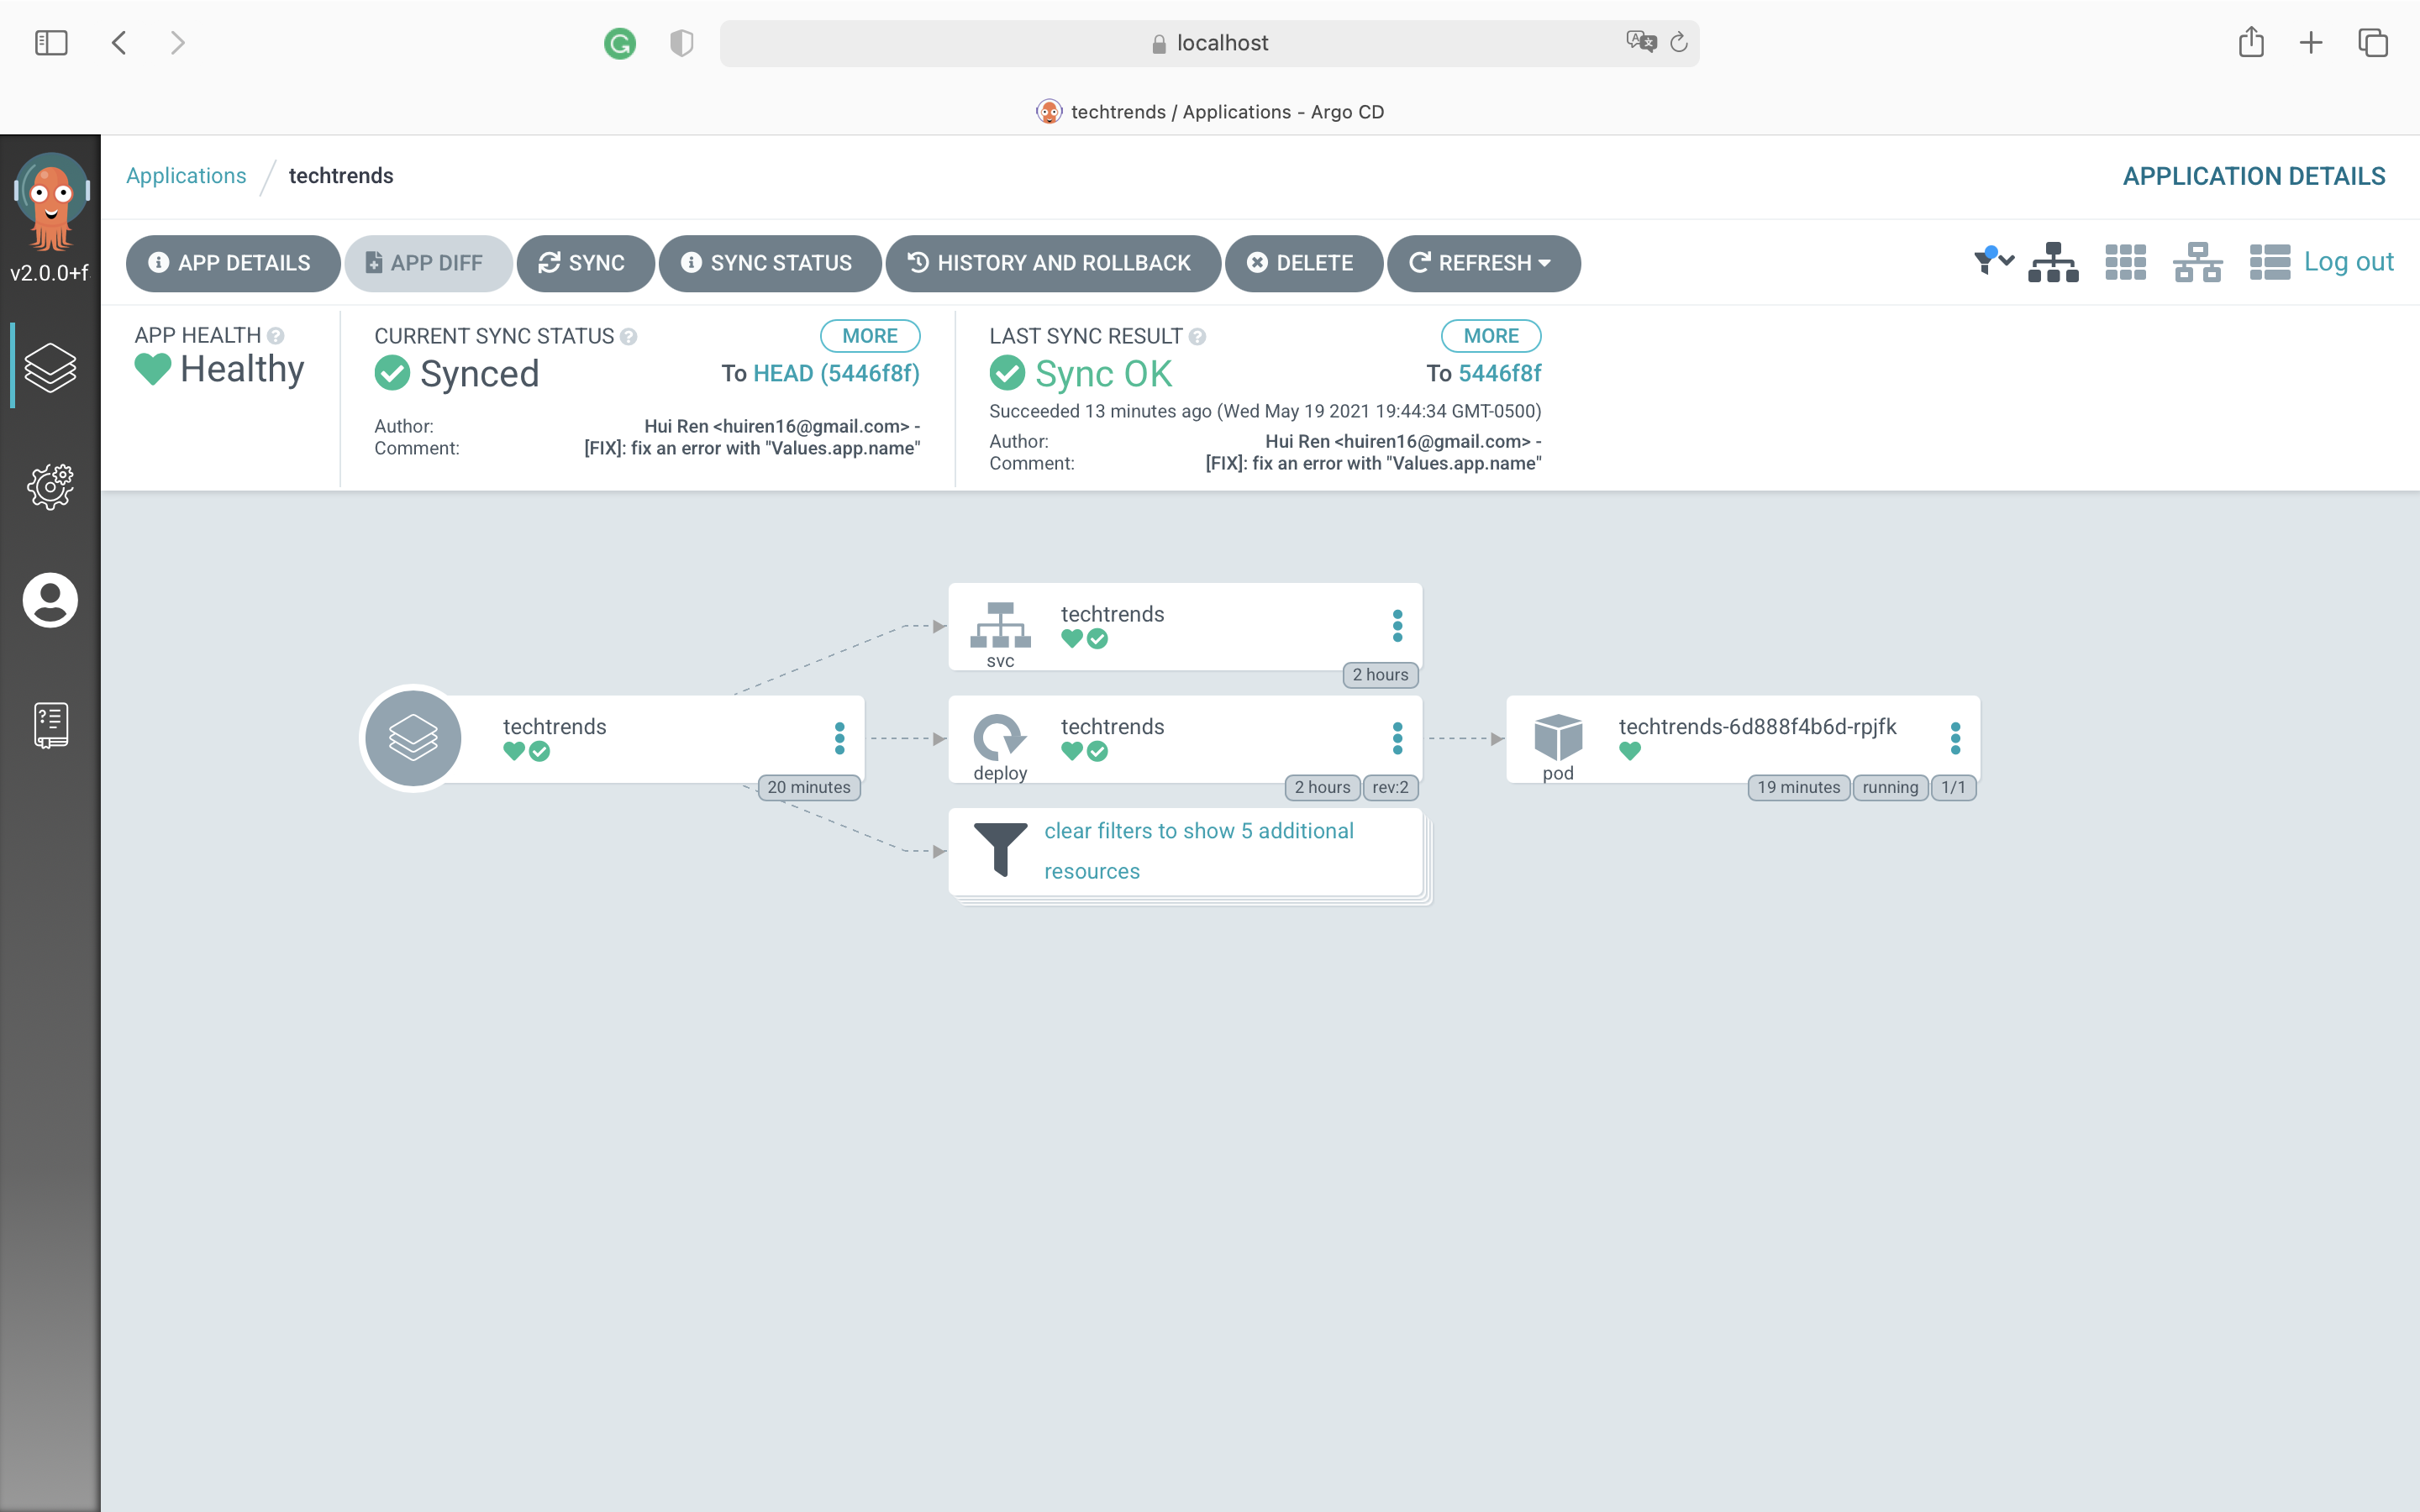 localhost
techtrends / Applications - Argo CD
Applications / techtrends
APPLICATION DETAILS
v2.0.0+f
APP DETAILS
APP DIFF
SYNC
SYNC STATUS
HISTORY AND ROLLBACK
DELETE
REFRESH
Log out
APP HEALTH
Healthy
CURRENT SYNC STATUS
MORE
Synced
To HEAD (5446f8f)
Author: Hui Ren <huiren16@gmail.com> -
Comment: [FIX]: fix an error with "Values.app.name"
LAST SYNC RESULT
MORE
Sync OK
To 5446f8f
Succeeded 13 minutes ago (Wed May 19 2021 19:44:34 GMT-0500)
Author: Hui Ren <huiren16@gmail.com> -
Comment: [FIX]: fix an error with "Values.app.name"
techtrends
svc
2 hours
techtrends
20 minutes
techtrends
deploy
2 hours
rev:2
techtrends-6d888f4b6d-rpjfk
pod
19 minutes
running
1/1
clear filters to show 5 additional
resources